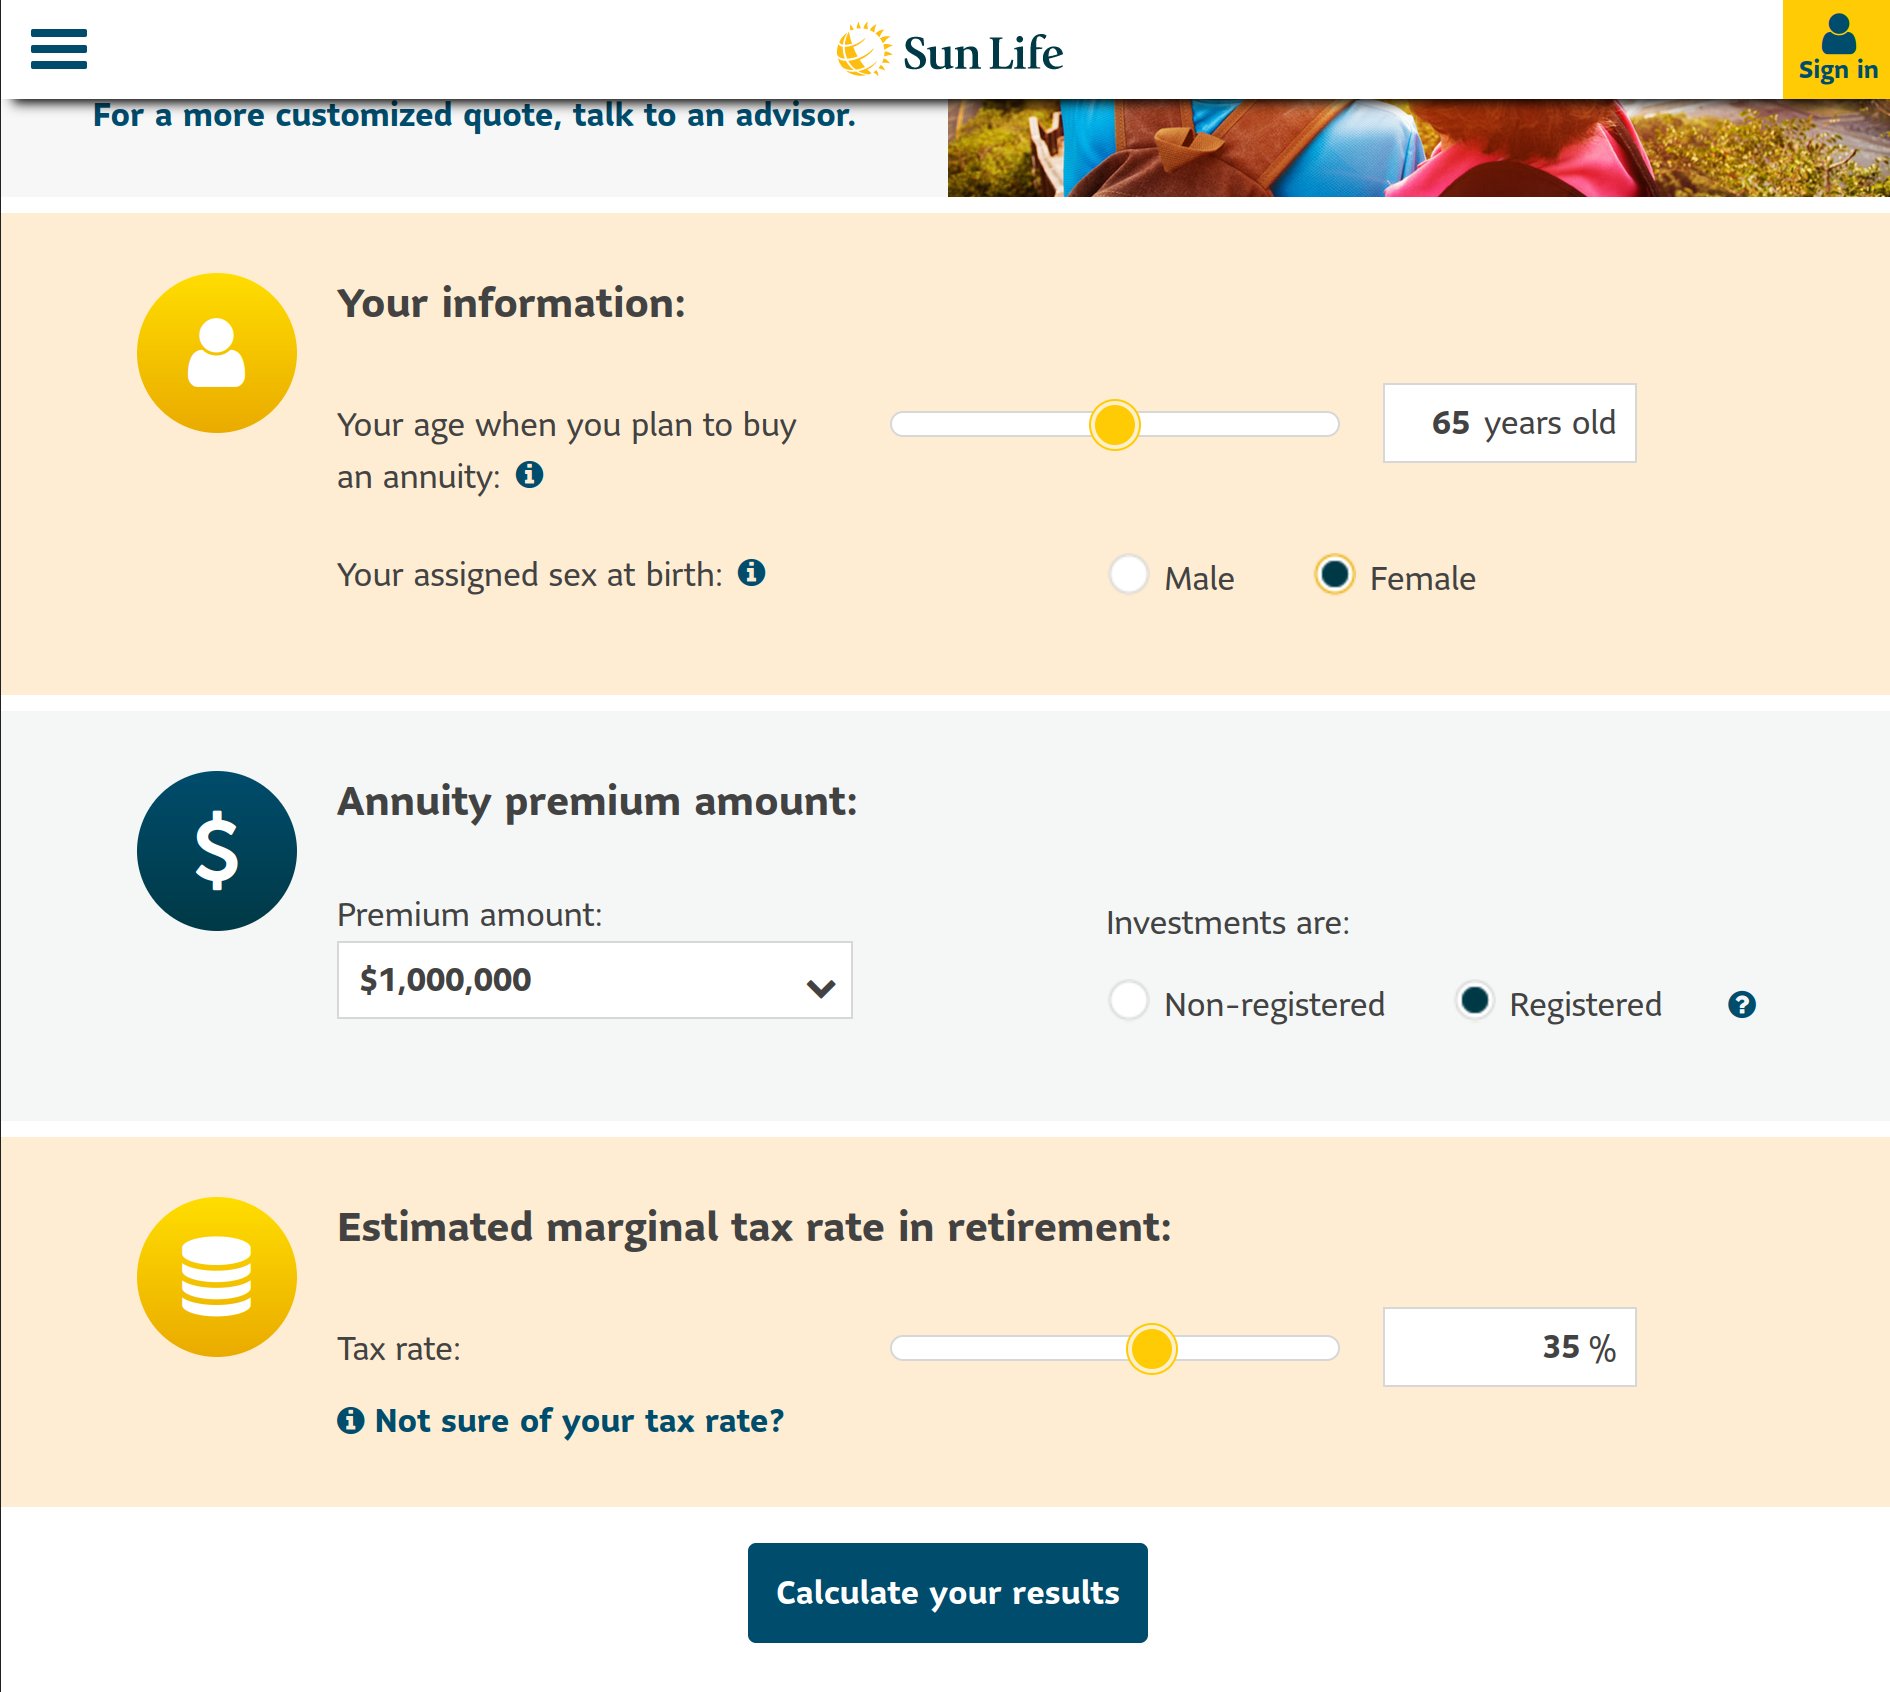 Sun Life
Sign in
For a more customized quote, talk to an advisor.
Your information:
Your age when you plan to buy
an annuity:
65 years old
Your assigned sex at birth:
Male
Female
Annuity premium amount:
$
Premium amount:
$1,000,000
Investments are:
Non-registered
Registered
Estimated marginal tax rate in retirement:
Tax rate:
35 %
Not sure of your tax rate?
Calculate your results